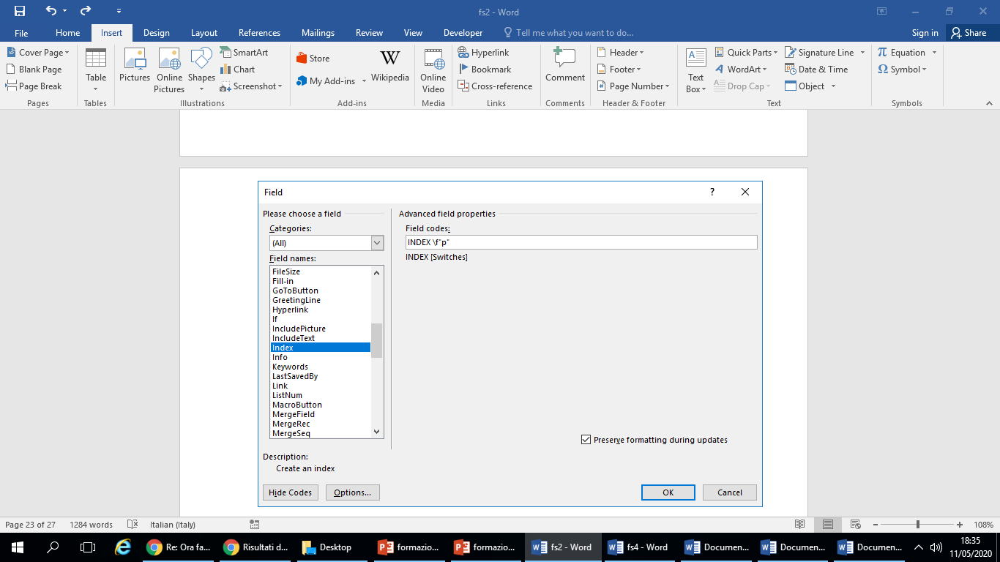 fs2 - Word
File Home Insert Design Layout References Mailings Review View Developer Tell me what you want to do... Sign in Share
Cover Page
Blank Page
Page Break
Pages
Table
Tables
Pictures
Online Pictures
Shapes
SmartArt
Chart
Screenshot
Illustrations
Store
My Add-ins
W
Wikipedia
Add-ins
Online Video
Media
Hyperlink
Bookmark
Cross-reference
Links
Comment
Comments
Header
Footer
Page Number
Header & Footer
Text Box
Quick Parts
WordArt
Drop Cap
Signature Line
Date & Time
Object
Text
Equation
Symbol
Symbols
Field
Please choose a field
Categories:
(All)
Field names:
FileSize
Fill-in
GoToButton
GreetingLine
Hyperlink
If
IncludePicture
IncludeText
Index
Info
Keywords
LastSavedBy
Link
ListNum
MacroButton
MergeField
MergeRec
MergeSeq
Advanced field properties
Field codes:
INDEX \f"p"
INDEX [Switches]
Preserve formatting during updates
Description:
Create an index
Hide Codes Options... OK Cancel
Page 23 of 27 1284 words Italian (Italy) 108%
Re: Ora fa... Risultati d... Desktop formazio... formazio... fs2 - Word fs4 - Word Documen... Documen... Documen...
18:35
11/05/2020